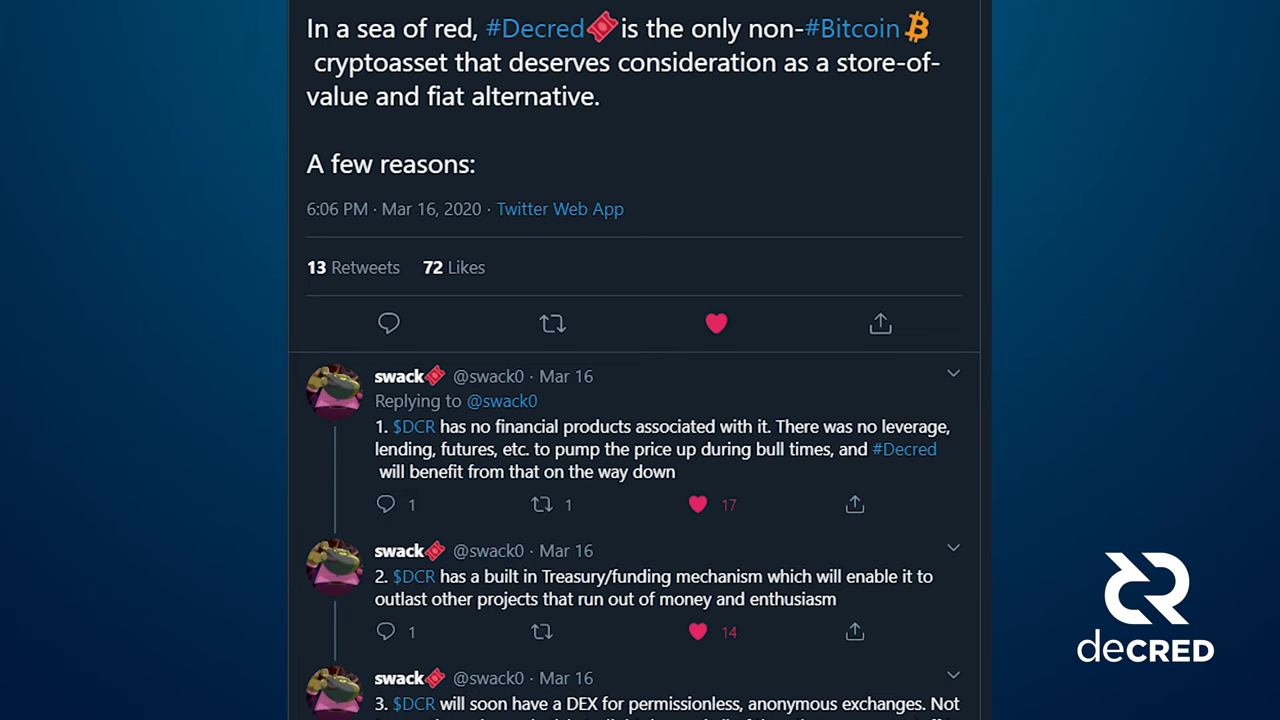 In a sea of red, #Decred🎟️is the only non-#Bitcoin
cryptoasset that deserves consideration as a store-of-
value and fiat alternative.
A few reasons:
6:06 PM · Mar 16, 2020 · Twitter Web App
13 Retweets 72 Likes
swack🎟️ @swack0 · Mar 16
Replying to @swack0
1. $DCR has no financial products associated with it. There was no leverage,
lending, futures, etc. to pump the price up during bull times, and #Decred
will benefit from that on the way down
1 1 17
swack🎟️ @swack0 · Mar 16
2. $DCR has a built in Treasury/funding mechanism which will enable it to
outlast other projects that run out of money and enthusiasm
1 14
swack🎟️ @swack0 · Mar 16
3. $DCR will soon have a DEX for permissionless, anonymous exchanges. Not
deCRED